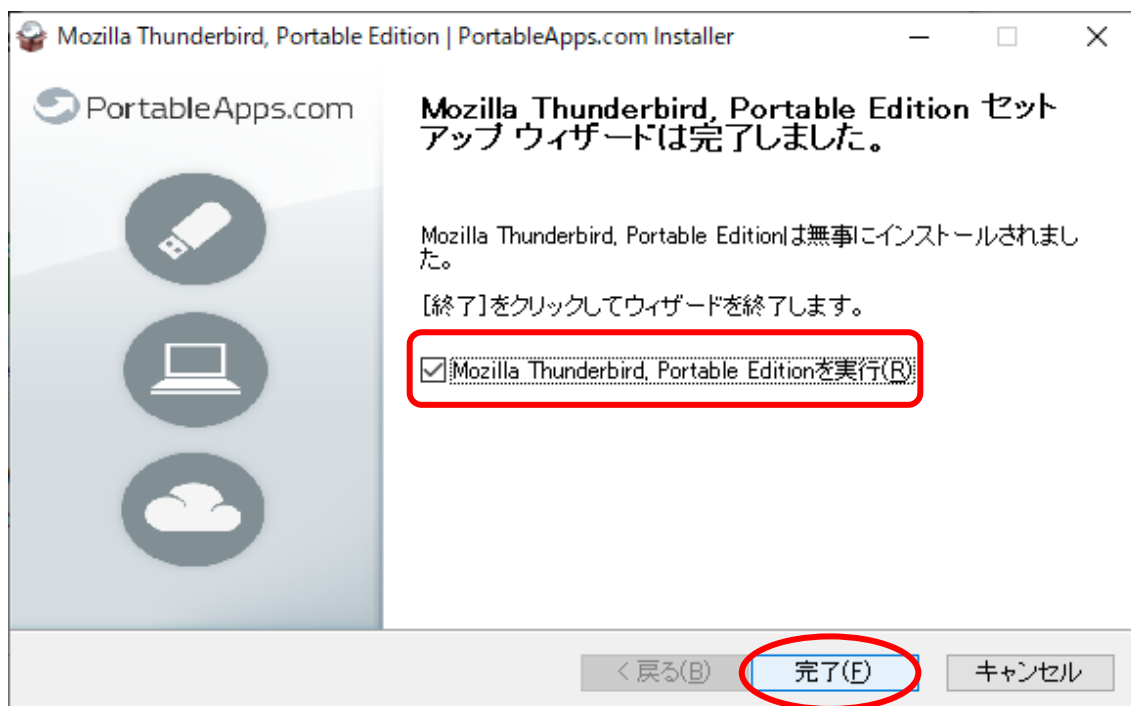 Mozilla Thunderbird, Portable Edition | PortableApps.com Installer
PortableApps.com
Mozilla Thunderbird, Portable Edition セット
アップ ウィザードは完了しました。
Mozilla Thunderbird, Portable Editionは無事にインストールされまし
た。
[終了]をクリックしてウィザードを終了します。
Mozilla Thunderbird, Portable Editionを実行(R)
< 戻る(B)
完了(F)
キャンセル